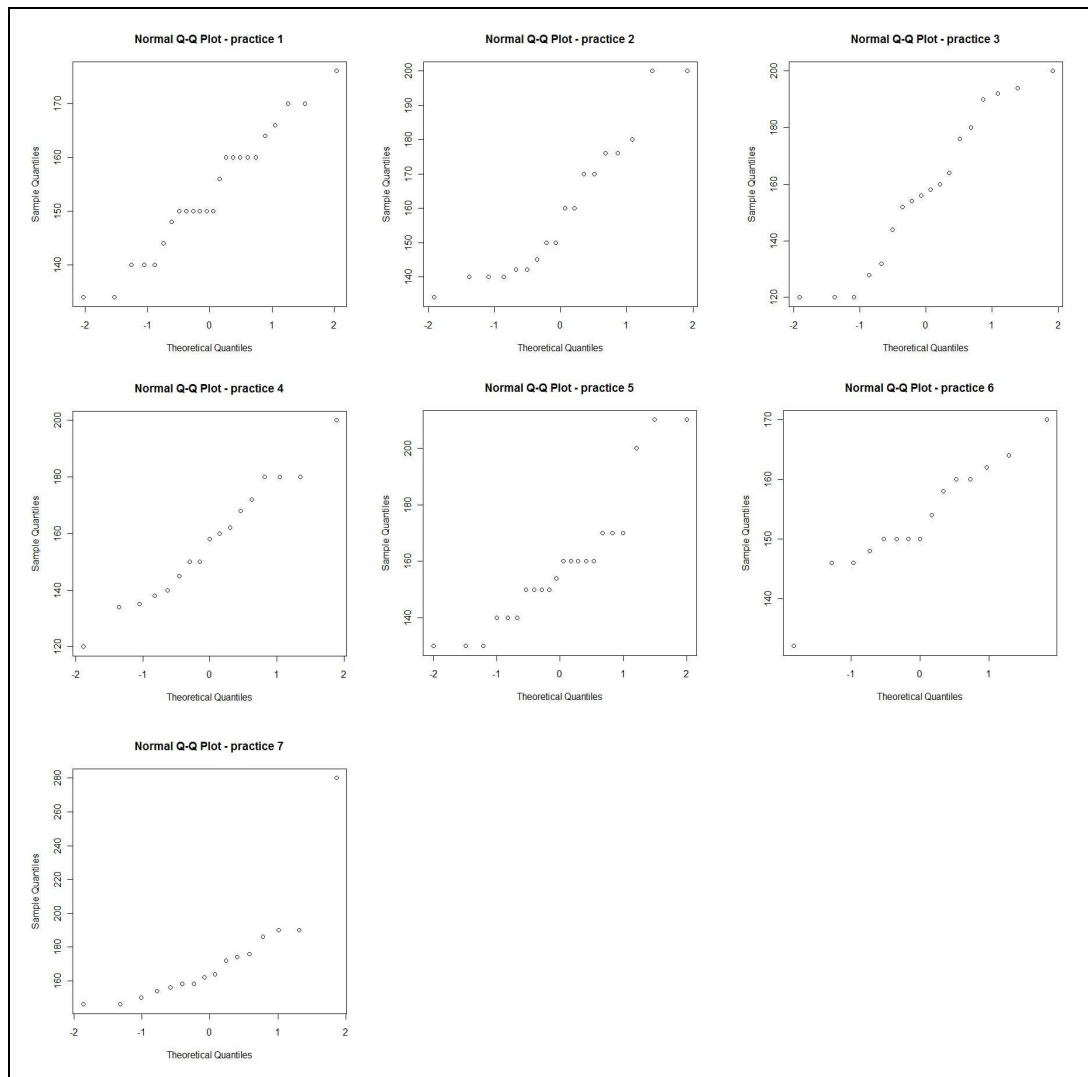 Normal Q-Q Plot - practice 1
Sample Quantiles
170
160
150
140
-2 -1 0 1 2
Theoretical Quantiles
Normal Q-Q Plot - practice 2
Sample Quantiles
200
190
180
170
160
150
140
-2 -1 0 1 2
Theoretical Quantiles
Normal Q-Q Plot - practice 3
Sample Quantiles
200
180
160
140
120
-2 -1 0 1 2
Theoretical Quantiles
Normal Q-Q Plot - practice 4
Sample Quantiles
200
180
160
140
120
-2 -1 0 1 2
Theoretical Quantiles
Normal Q-Q Plot - practice 5
Sample Quantiles
200
180
160
140
-2 -1 0 1 2
Theoretical Quantiles
Normal Q-Q Plot - practice 6
Sample Quantiles
170
160
150
140
-1 0 1
Theoretical Quantiles
Normal Q-Q Plot - practice 7
Sample Quantiles
280
260
240
220
200
180
160
-2 -1 0 1 2
Theoretical Quantiles